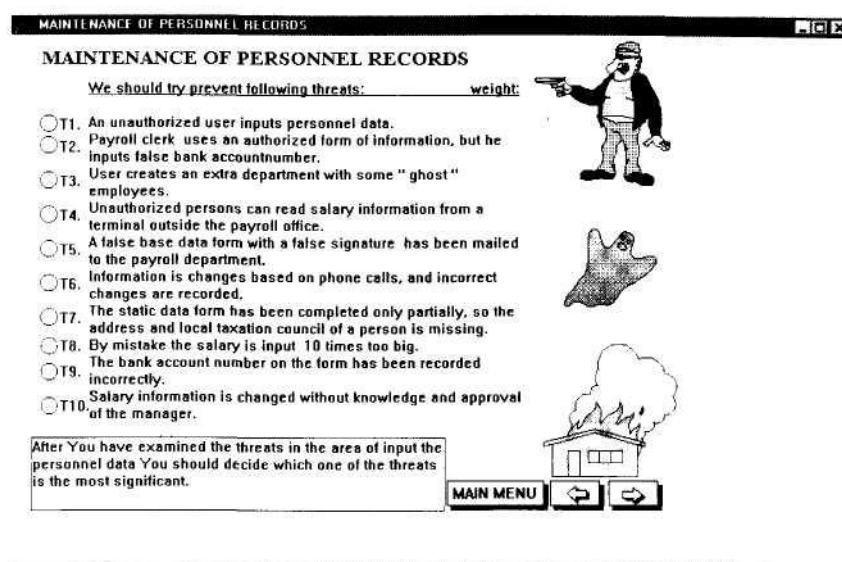 MAINTENANCE OF PERSONNEL RECORDS
MAINTENANCE OF PERSONNEL RECORDS
We should try prevent following threats: weight:
T1. An unauthorized user inputs personnel data.
T2. Payroll clerk uses an authorized form of information, but he
inputs false bank accountnumber.
T3. User creates an extra department with some " ghost "
employees.
T4. Unauthorized persons can read salary information from a
terminal outside the payroll office.
T5. A false base data form with a false signature has been mailed
to the payroll department.
T6. Information is changes based on phone calls, and incorrect
changes are recorded.
T7. The static data form has been completed only partially, so the
address and local taxation council of a person is missing.
T8. By mistake the salary is input 10 times too big.
T9. The bank account number on the form has been recorded
incorrectly.
T10. Salary information is changed without knowledge and approval
of the manager.
After You have examined the threats in the area of input the
personnel data You should decide which one of the threats
is the most significant.
MAIN MENU